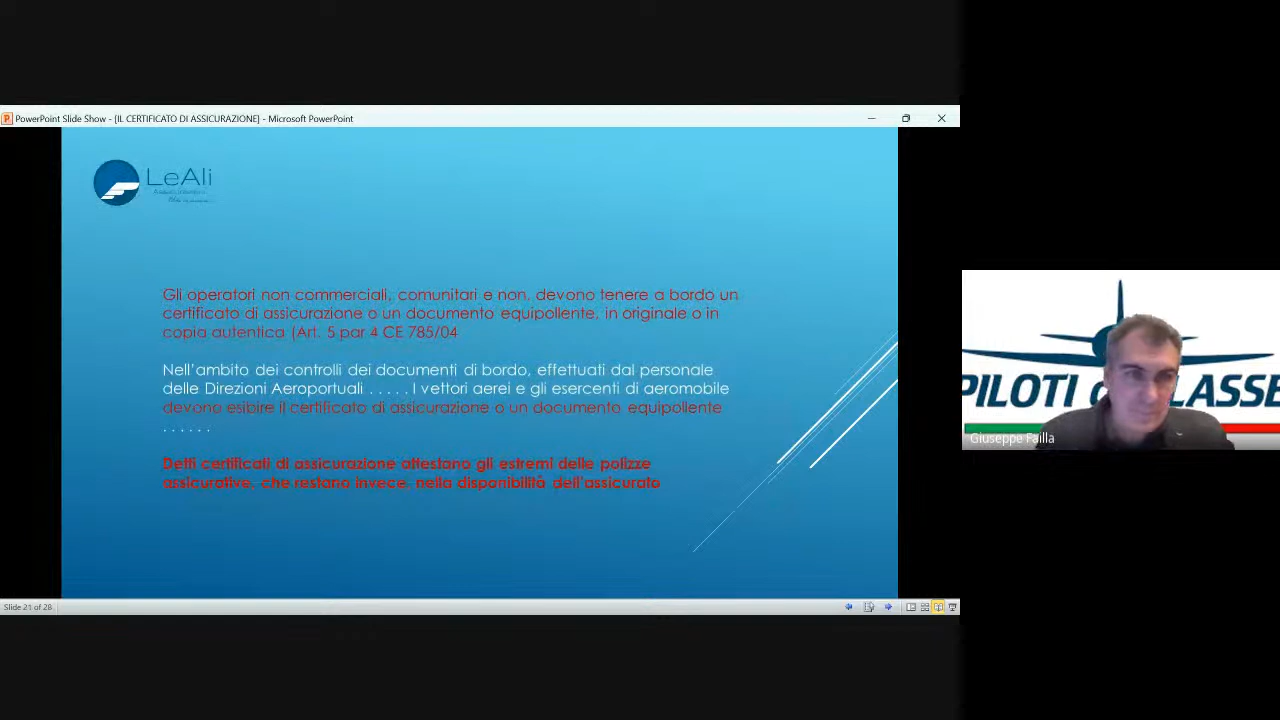 PowerPoint Slide Show - [IL CERTIFICATO DI ASSICURAZIONE] - Microsoft PowerPoint
LeAli
Gli operatori non commerciali, comunitari e non, devono tenere a bordo un
certificato di assicurazione o un documento equipollente, in originale o in
copia autentica (Art. 5 par 4 CE 785/04
Nell'ambito dei controlli dei documenti di bordo, effettuati dal personale
delle Direzioni Aeroportuali . . . . . I vettori aerei e gli esercenti di aeromobile
devono esibire il certificato di assicurazione o un documento equipollente
. . . . . .
Detti certificati di assicurazione attestano gli estremi delle polizze
assicurative, che restano invece, nella disponibilità dell'assicurato
PILOTI CLASSE
Giuseppe Failla
Slide 21 of 28